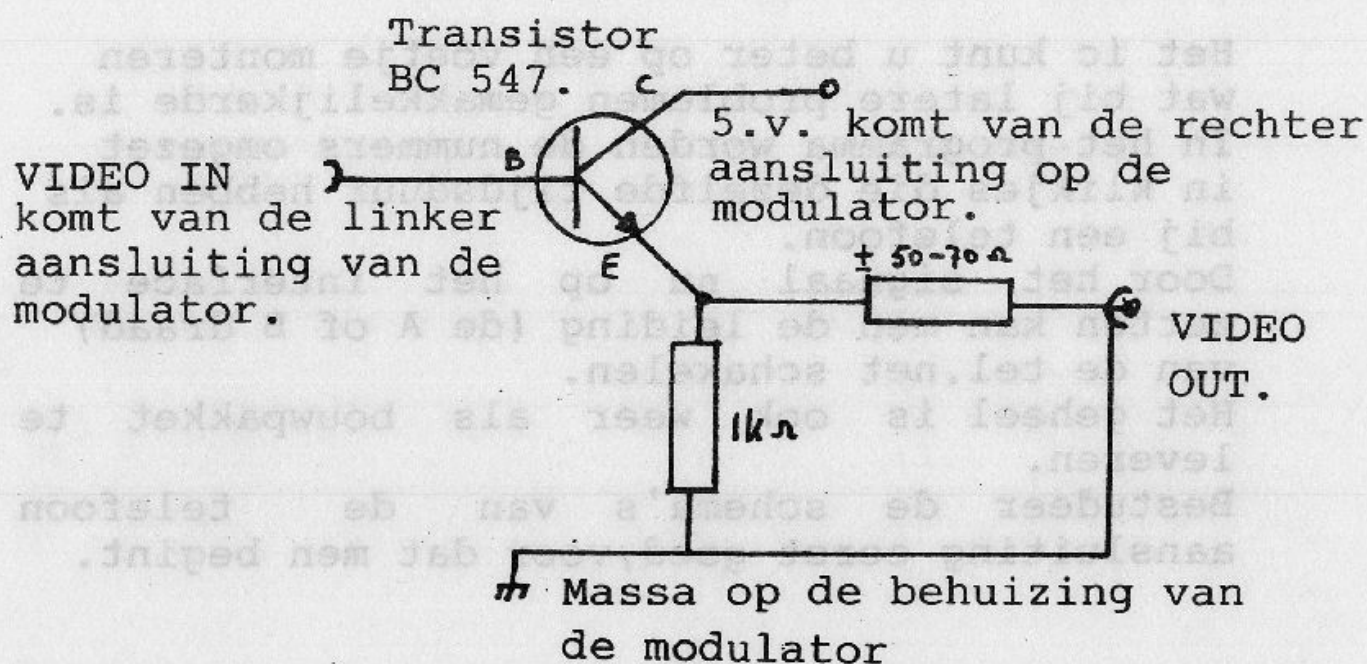 Transistor
BC 547.
C
B
E
5.v. komt van de rechter
aansluiting op de
modulator.
VIDEO IN
komt van de linker
aansluiting van de
modulator.
± 50-70 Ω
VIDEO
OUT.
1k Ω
Massa op de behuizing van
de modulator